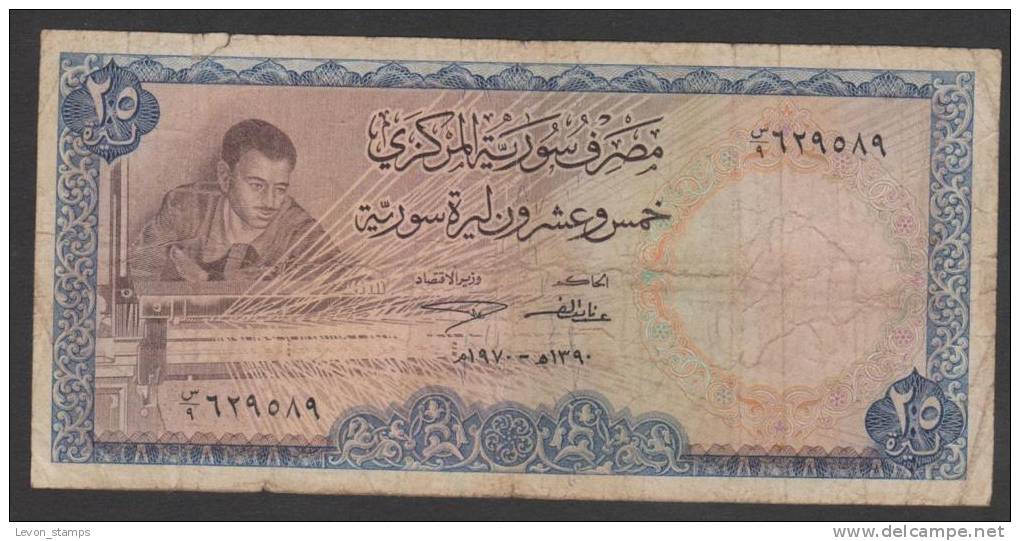 ٢٥
ليرة
مصرف سورية المركزي
س/٩ ٦٢٩٥٨٩
خمس وعشرون ليرة سورية
الحاكم
وزير الاقتصاد
١٣٩٠هـ - ١٩٧٠م
س/٩ ٦٢٩٥٨٩
٢٥
ليرة
Levon_stamps
delcampe.net